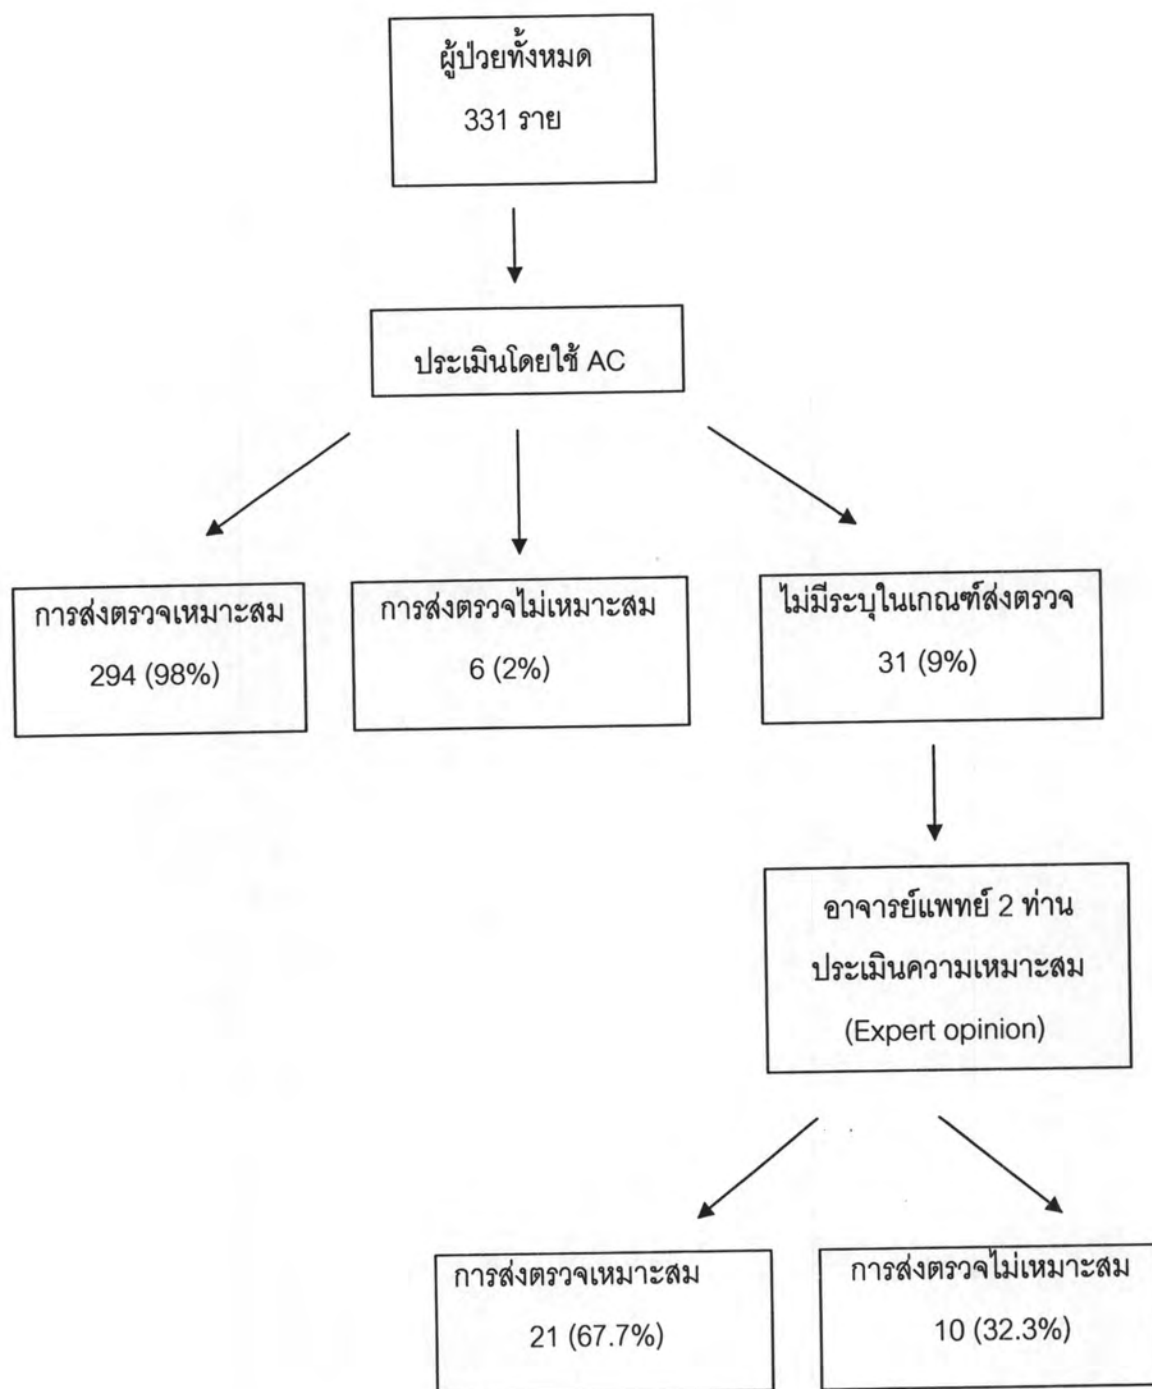 ผู้ป่วยทั้งหมด
331 ราย
ประเมินโดยใช้ AC
การส่งตรวจเหมาะสม
294 (98%)
การส่งตรวจไม่เหมาะสม
6 (2%)
ไม่มีระบุในเกณฑ์ส่งตรวจ
31 (9%)
อาจารย์แพทย์ 2 ท่าน
ประเมินความเหมาะสม
(Expert opinion)
การส่งตรวจเหมาะสม
21 (67.7%)
การส่งตรวจไม่เหมาะสม
10 (32.3%)